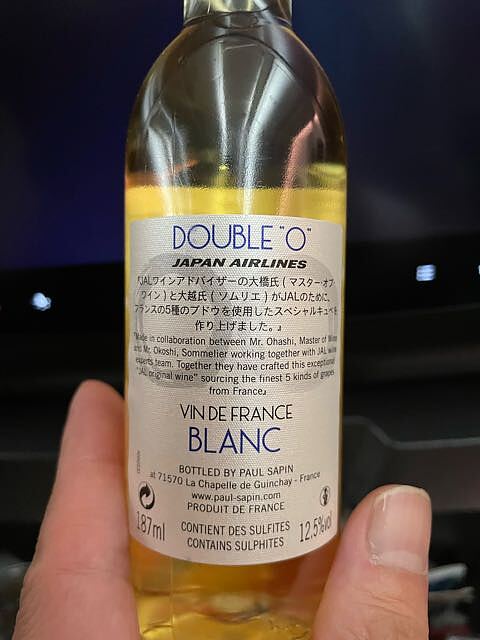 DOUBLE "O"
JAPAN AIRLINES
『JALワインアドバイザーの大橋氏 ( マスター・オブ・
ワイン ) と大越氏 ( ソムリエ ) がJALのために、
フランスの5種のブドウを使用したスペシャルキュベを
作り上げました。』
"Made in collaboration between Mr. Ohashi, Master of Wine
and Mr. Okoshi, Sommelier working together with JAL wine
experts team. Together they have crafted this exceptional
"JAL original wine" sourcing the finest 5 kinds of grapes
from France』
VIN DE FRANCE
BLANC
BOTTLED BY PAUL SAPIN
at 71570 La Chapelle de Guinchay - France
www.paul-sapin.com
PRODUIT DE FRANCE
187ml
CONTIENT DES SULFITES
CONTAINS SULPHITES
12.5%vol